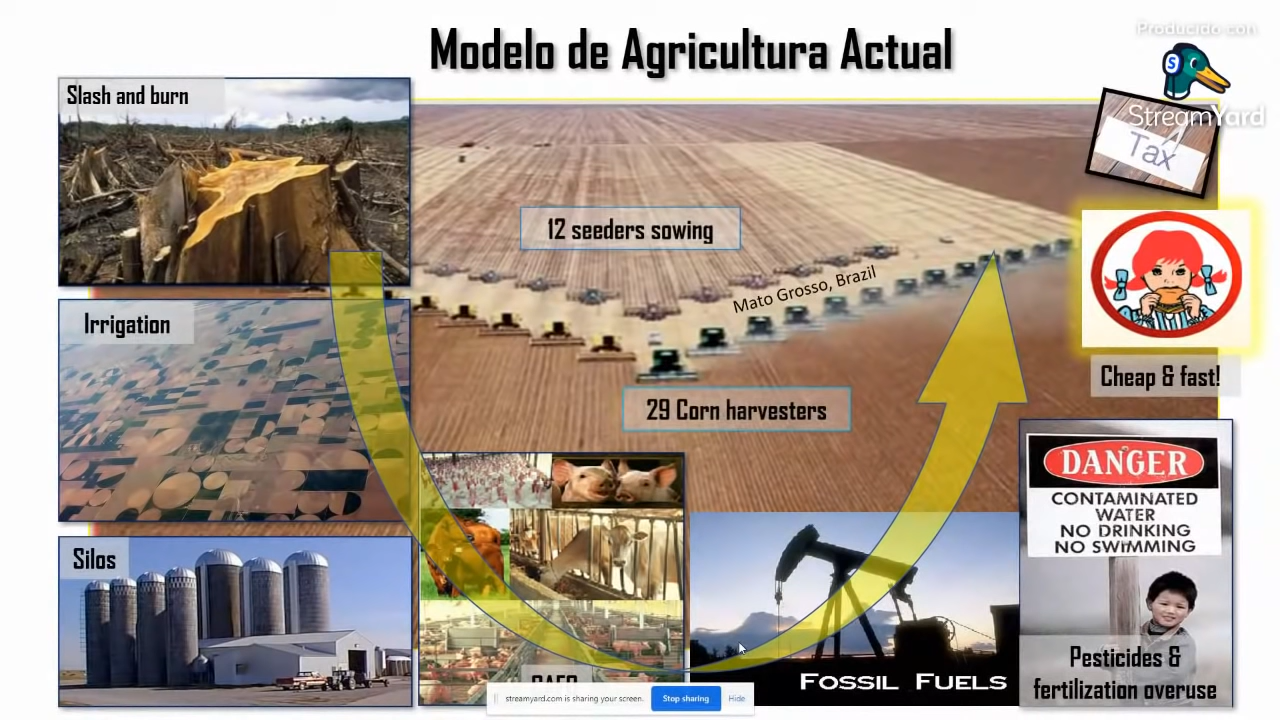 Modelo de Agricultura Actual
Producido con
StreamYard
Tax
Slash and burn
12 seeders sowing
Mato Grosso, Brazil
Irrigation
29 Corn harvesters
Cheap & fast!
DANGER
CONTAMINATED
WATER
NO DRINKING
NO SWIMMING
Silos
Pesticides &
fertilization overuse
FOSSIL FUELS
streamyard.com is sharing your screen.
Stop sharing
Hide